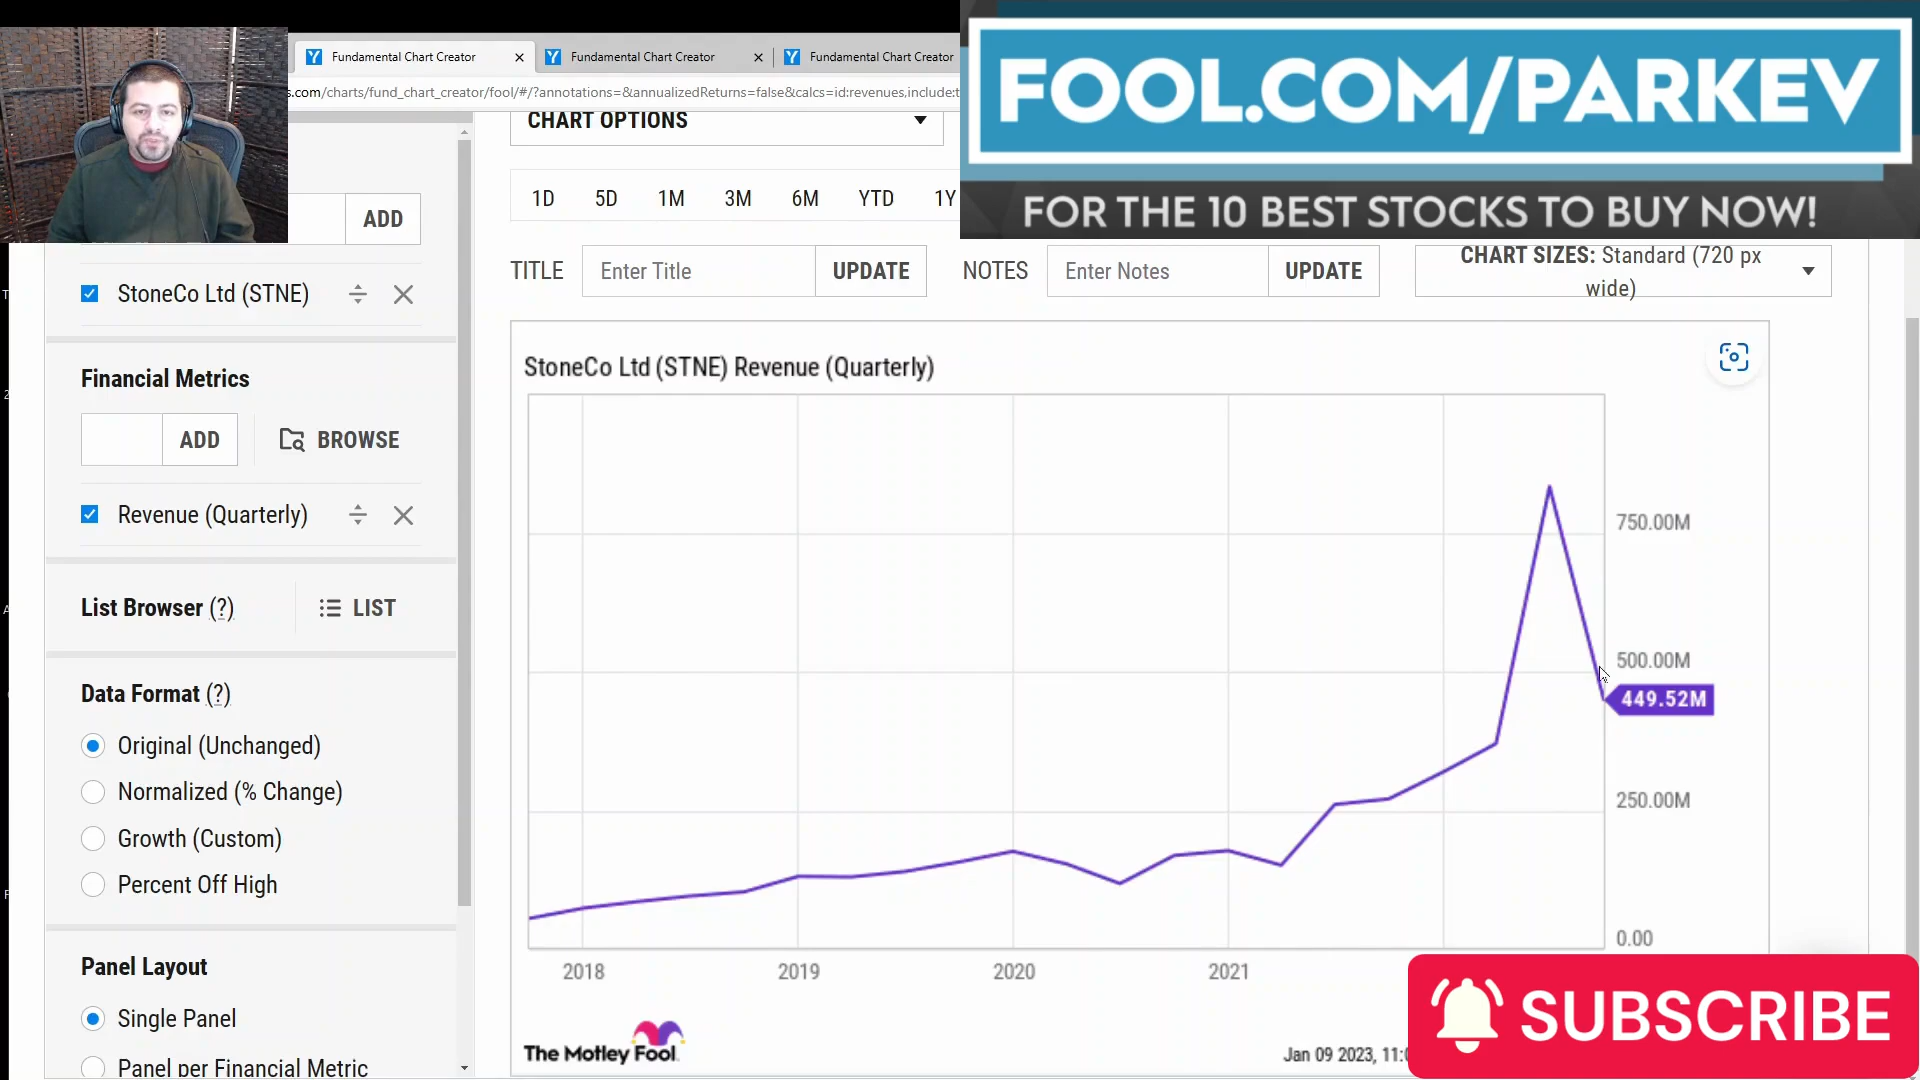 Fundamental Chart Creator
Fundamental Chart Creator
Fundamental Chart Creator
FOOL.COM/PARKEV
FOR THE 10 BEST STOCKS TO BUY NOW!
s.com/charts/fund_chart_creator/fool/#/?annotations=&annualizedReturns=false&calcs=id:revenues,include:t
CHART OPTIONS
1D 5D 1M 3M 6M YTD 1Y
ADD
TITLE Enter Title UPDATE NOTES Enter Notes UPDATE CHART SIZES: Standard (720 px
wide)
StoneCo Ltd (STNE)
Financial Metrics
ADD BROWSE
Revenue (Quarterly)
List Browser (?) LIST
Data Format (?)
Original (Unchanged)
Normalized (% Change)
Growth (Custom)
Percent Off High
Panel Layout
Single Panel
Panel per Financial Metric
StoneCo Ltd (STNE) Revenue (Quarterly)
750.00M
500.00M
449.52M
250.00M
0.00
2018 2019 2020 2021
The Motley Fool
Jan 09 2023, 11:0
SUBSCRIBE